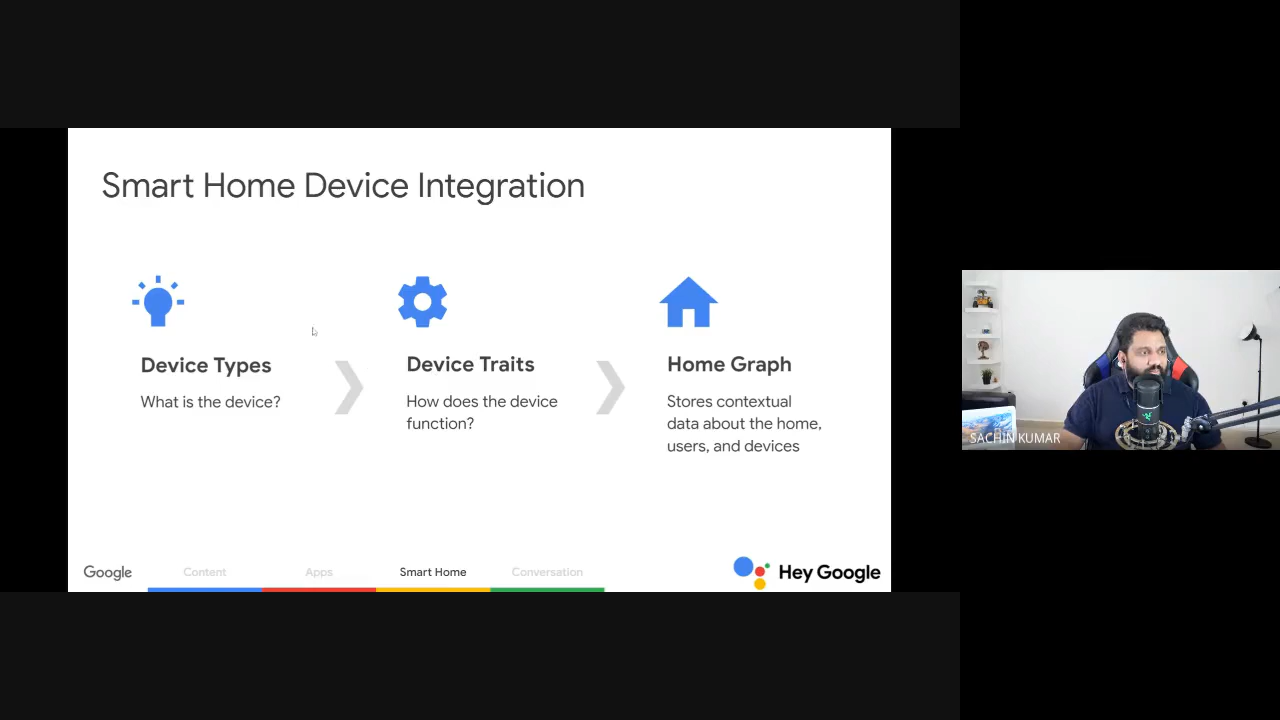 Smart Home Device Integration
Device Types
What is the device?
Device Traits
How does the device
function?
Home Graph
Stores contextual
data about the home,
users, and devices
Google
Content
Apps
Smart Home
Conversation
Hey Google
SACHIN KUMAR